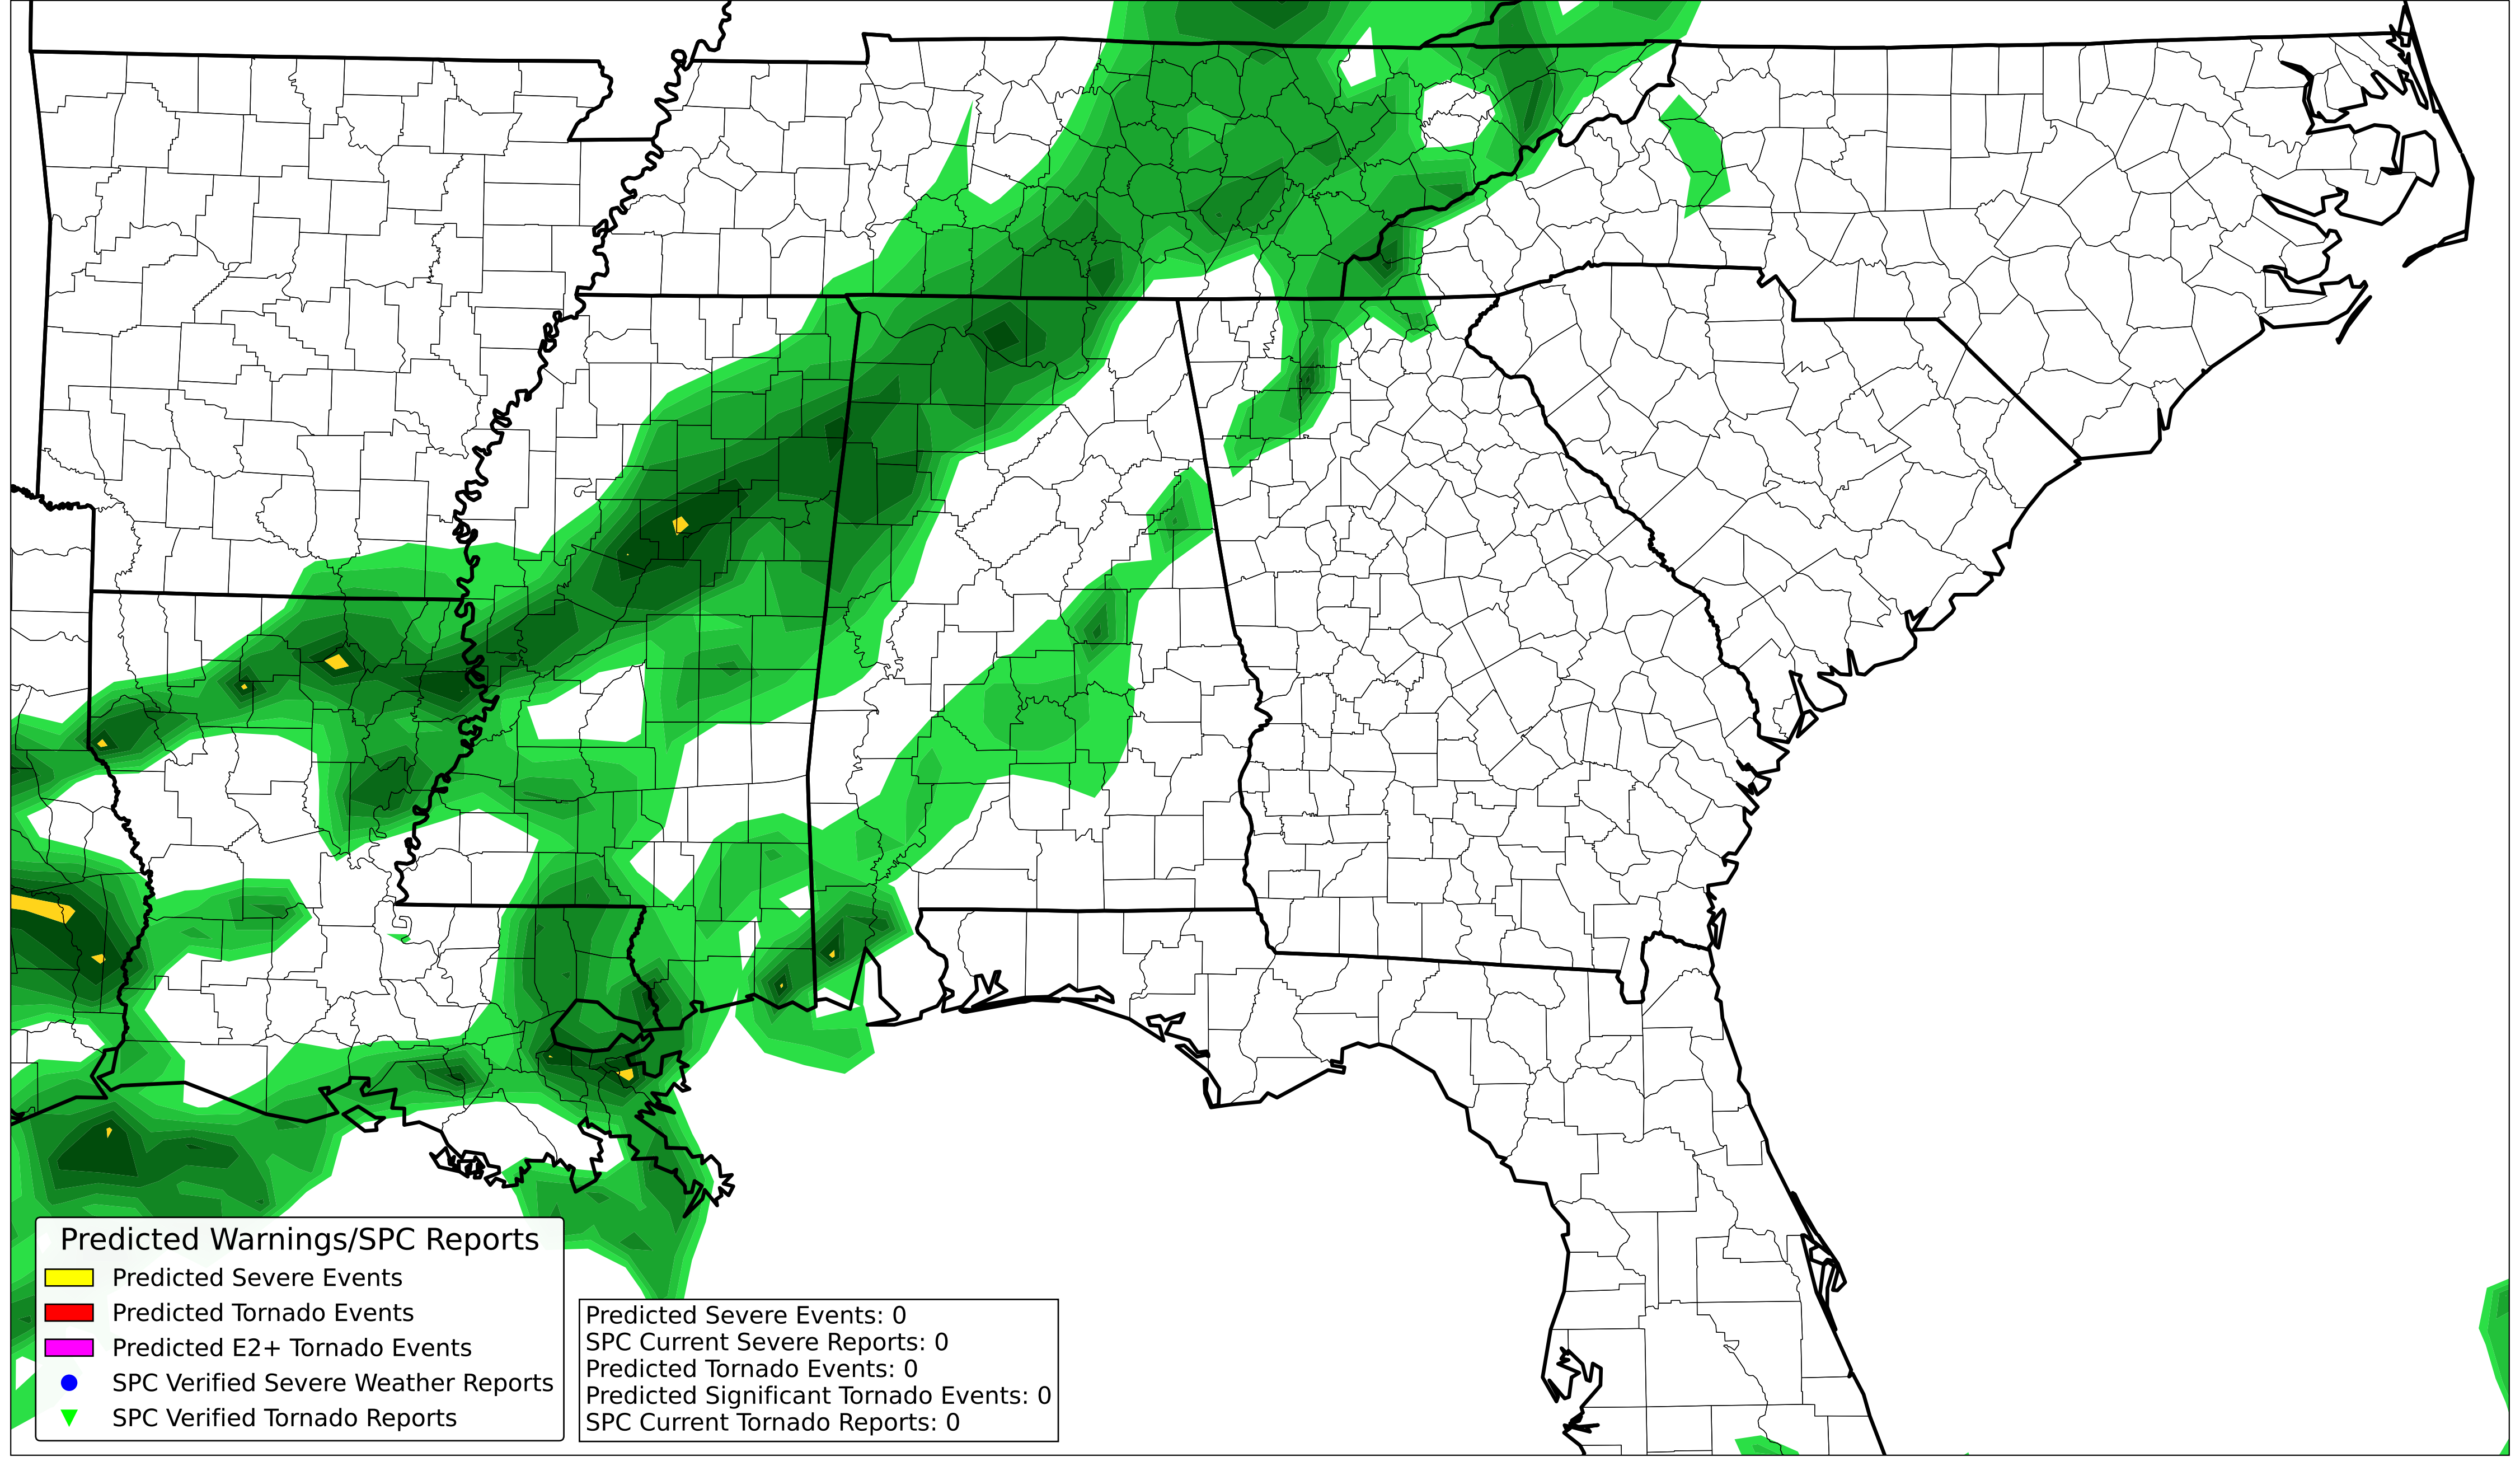 Predicted Warnings/SPC Reports
Predicted Severe Events
Predicted Tornado Events
Predicted E2+ Tornado Events
SPC Verified Severe Weather Reports
SPC Verified Tornado Reports
Predicted Severe Events: 0
SPC Current Severe Reports: 0
Predicted Tornado Events: 0
Predicted Significant Tornado Events: 0
SPC Current Tornado Reports: 0